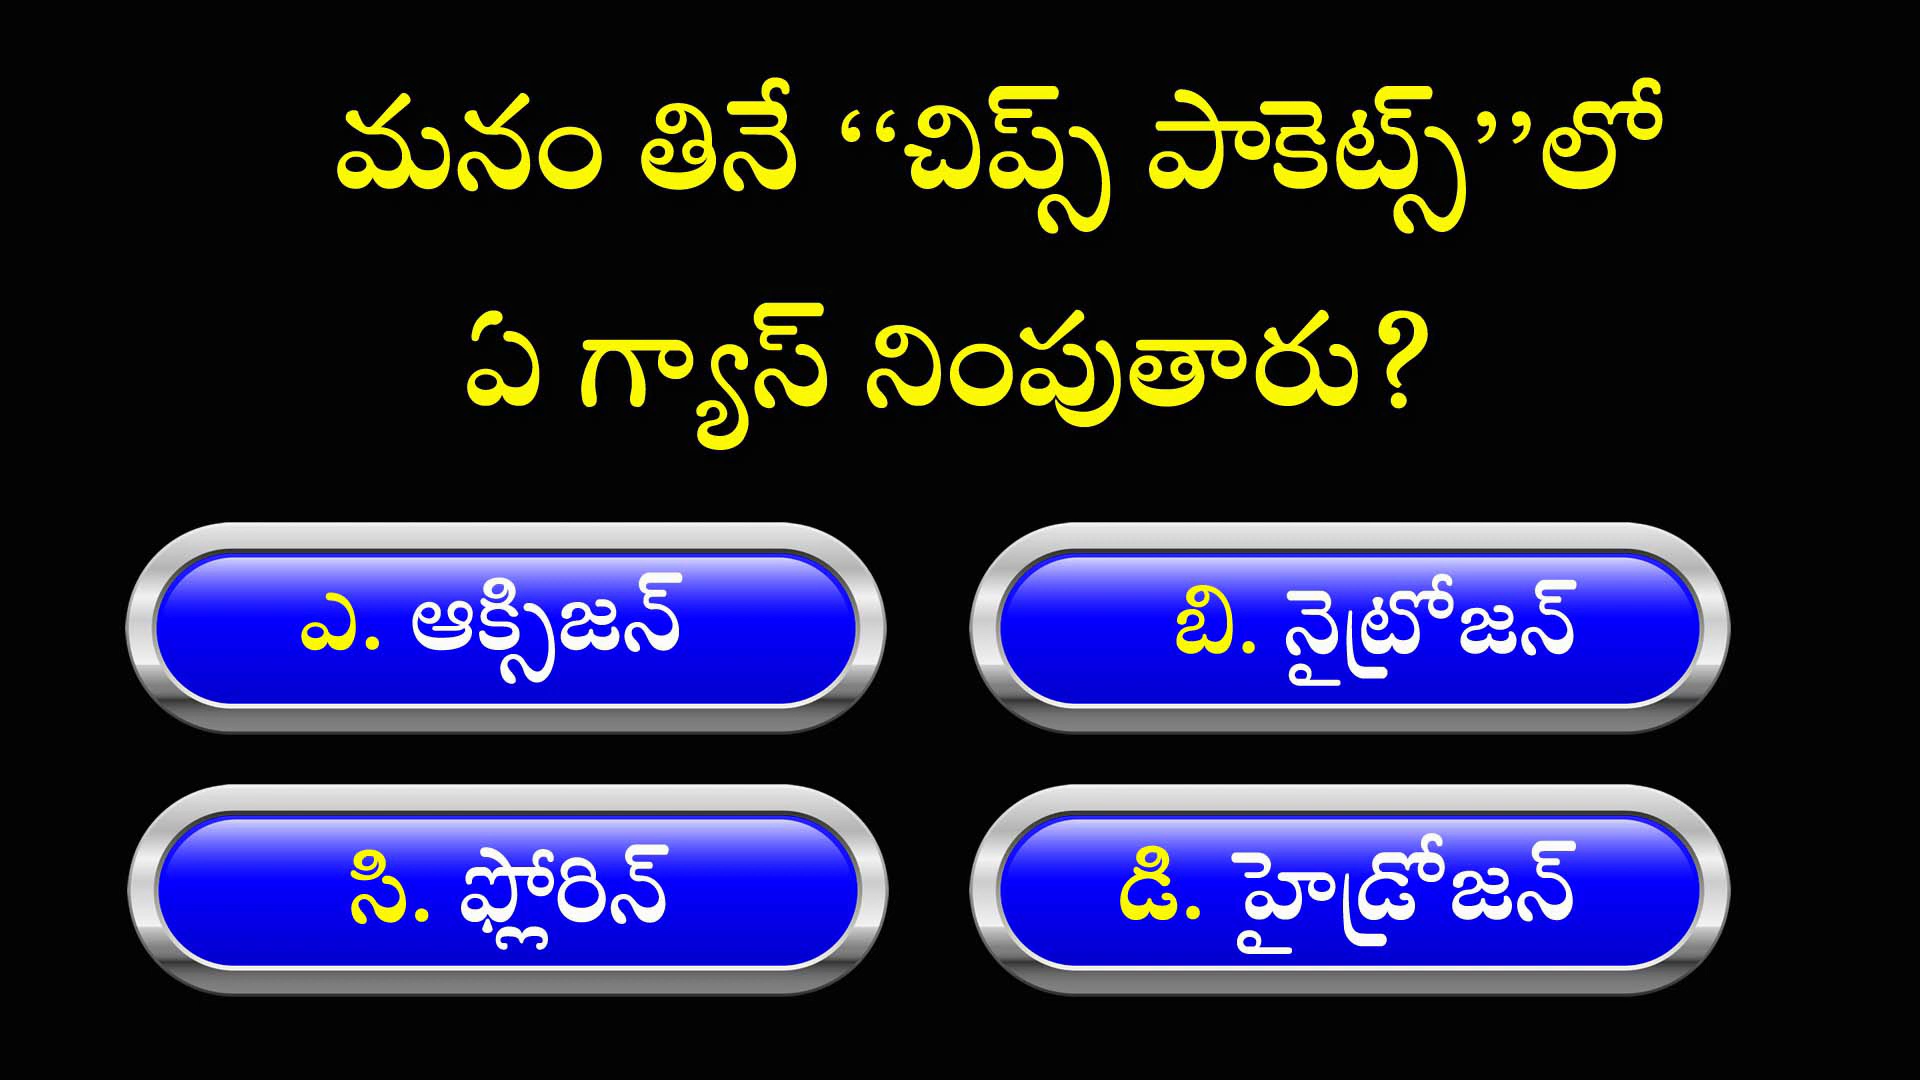 మనం తినే “చిప్స్ పాకెట్స్”లో
ఏ గ్యాస్ నింపుతారు?
ఎ. ఆక్సిజన్
బి. నైట్రోజన్
సి. ఫ్లోరిన్
డి. హైడ్రోజన్